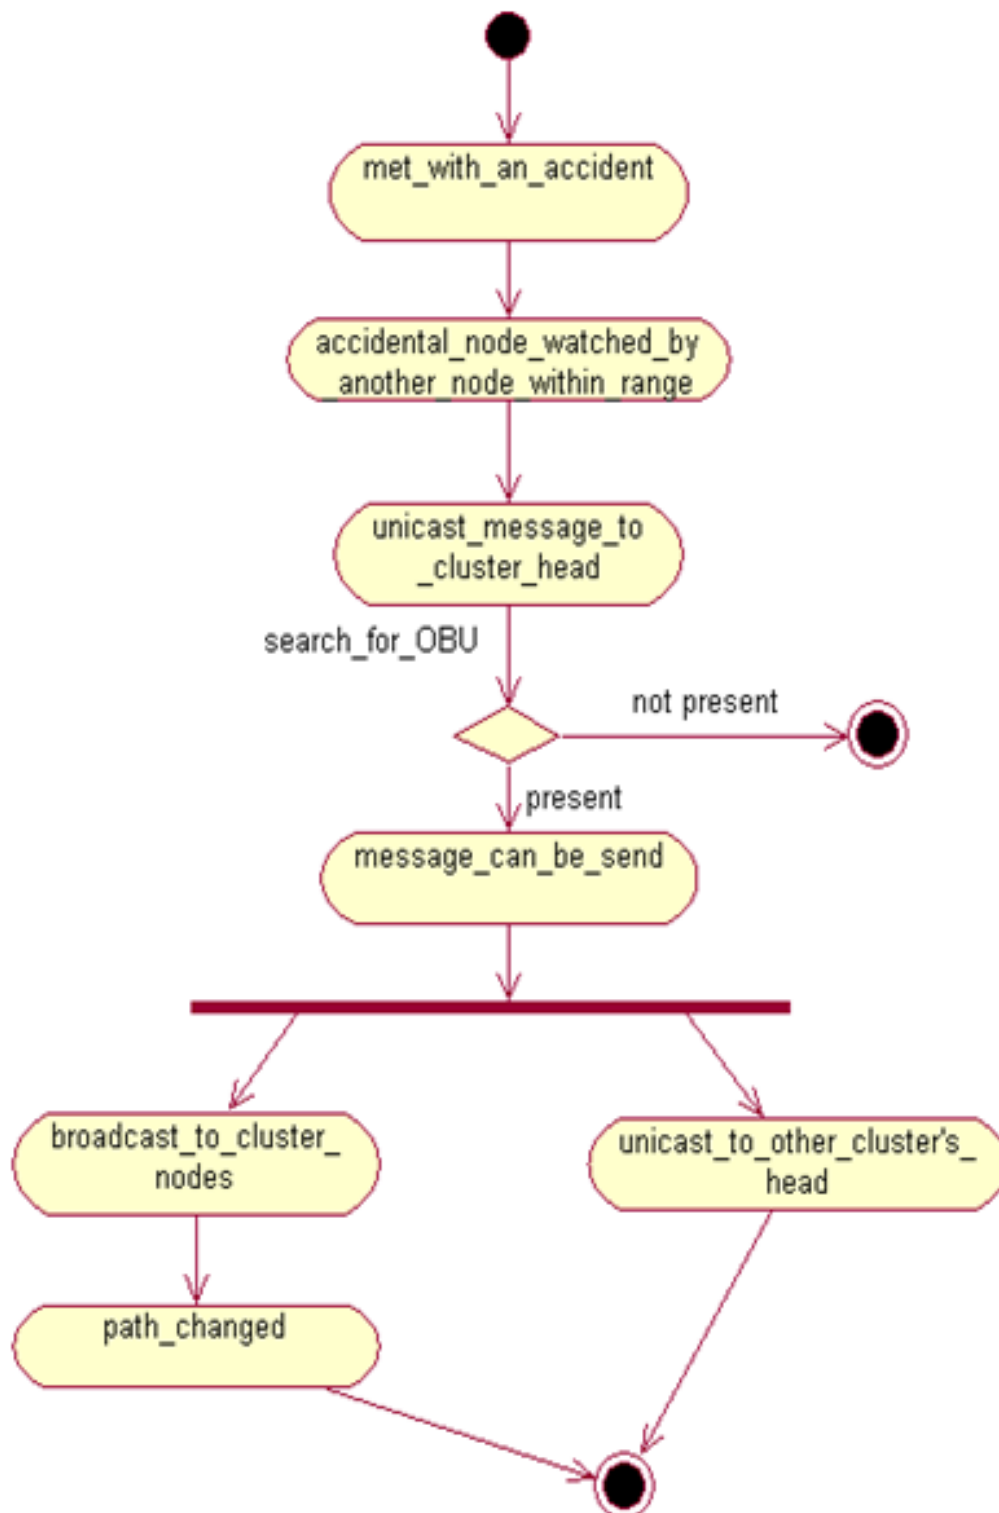 met_with_an_accident
accidental_node_watched_by
_another_node_within_range
unicast_message_to
_cluster_head
search_for_OBU
not present
present
message_can_be_send
broadcast_to_cluster_
nodes
unicast_to_other_cluster's_
head
path_changed